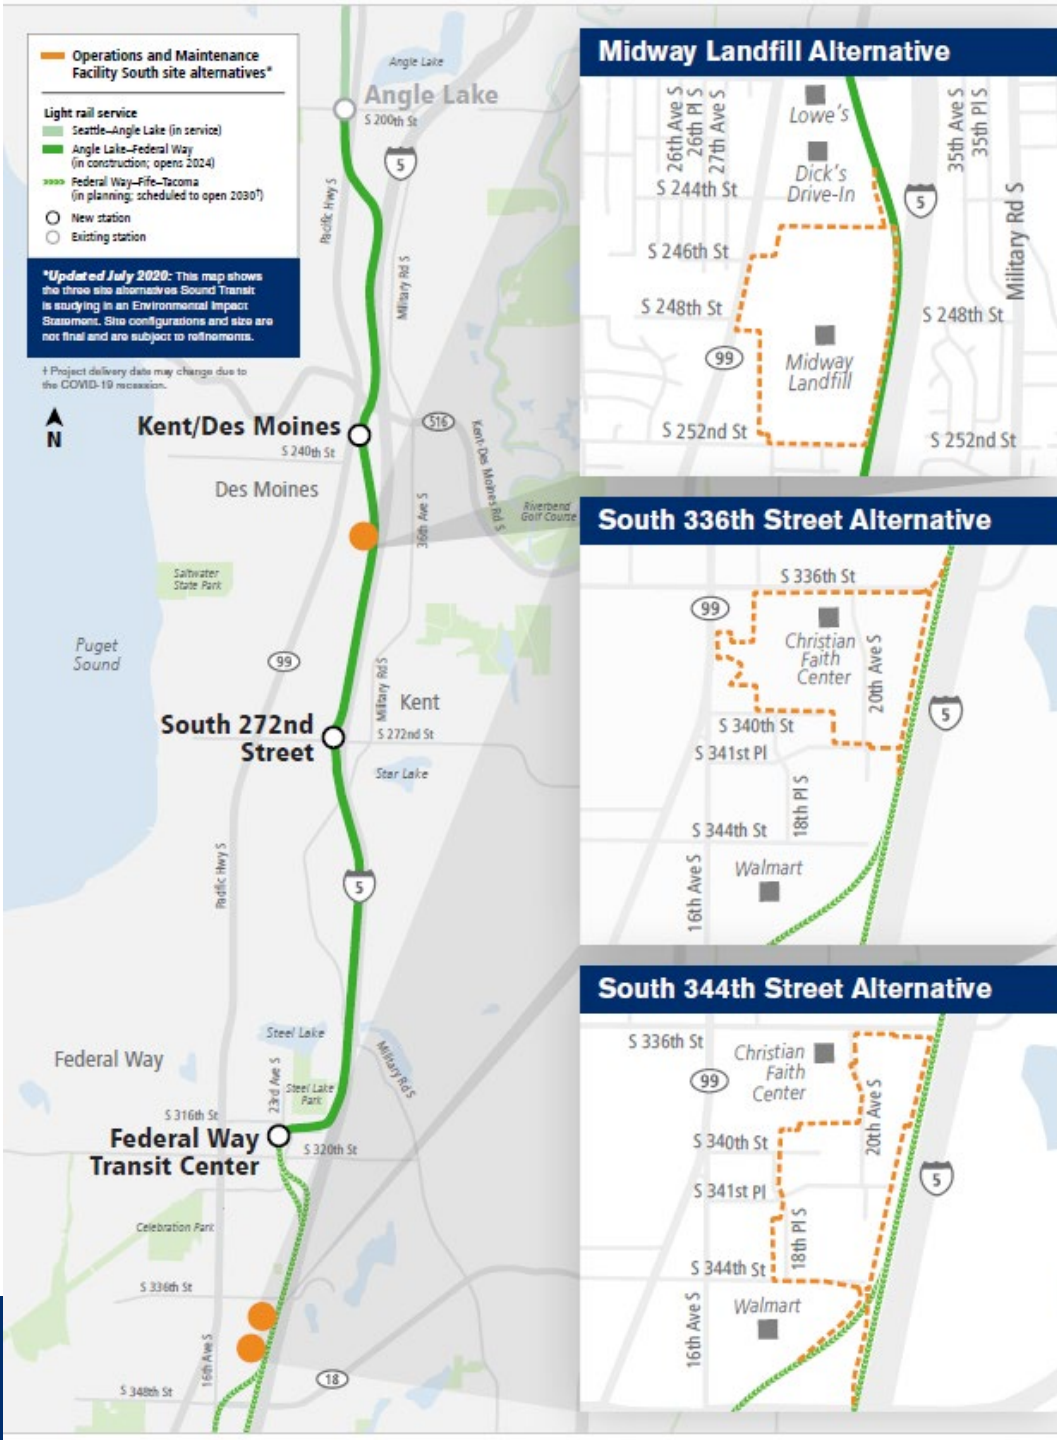 Operations and Maintenance
Facility South site alternatives*
Light rail service
Seattle–Angle Lake (in service)
Angle Lake–Federal Way
(in construction; opens 2024)
Federal Way–Fife–Tacoma
(in planning; scheduled to open 2030†)
New station
Existing station
*Updated July 2020: This map shows
the three site alternatives Sound Transit
is studying in an Environmental Impact
Statement. Site configurations and size are
not final and are subject to refinements.
† Project delivery date may change due to
the COVID-19 recession.
N
Angle Lake
Angle Lake
S 200th St
5
Pacific Hwy S
Military Rd S
Kent/Des Moines
516
S 240th St
Kent-Des Moines Rd S
Des Moines
36th Ave S
Riverbend
Golf Course
Saltwater
State Park
Puget
Sound
99
Military Rd S
Kent
South 272nd
Street
S 272nd St
Star Lake
Pacific Hwy S
5
Steel Lake
Federal Way
23rd Ave S
Steel Lake
Park
Military Rd S
S 316th St
Federal Way
Transit Center
S 320th St
Celebration Park
S 336th St
16th Ave S
18
S 348th St
Midway Landfill Alternative
26th Ave S
26th Pl S
27th Ave S
Lowe's
35th Ave S
35th Pl S
Dick's
Drive-In
S 244th St
5
Military Rd S
S 246th St
S 248th St
S 248th St
99
Midway
Landfill
S 252nd St
S 252nd St
South 336th Street Alternative
S 336th St
99
Christian
Faith
Center
20th Ave S
5
S 340th St
S 341st Pl
18th Pl S
S 344th St
16th Ave S
Walmart
South 344th Street Alternative
S 336th St
Christian
Faith
Center
99
20th Ave S
S 340th St
5
S 341st Pl
18th Pl S
S 344th St
16th Ave S
Walmart